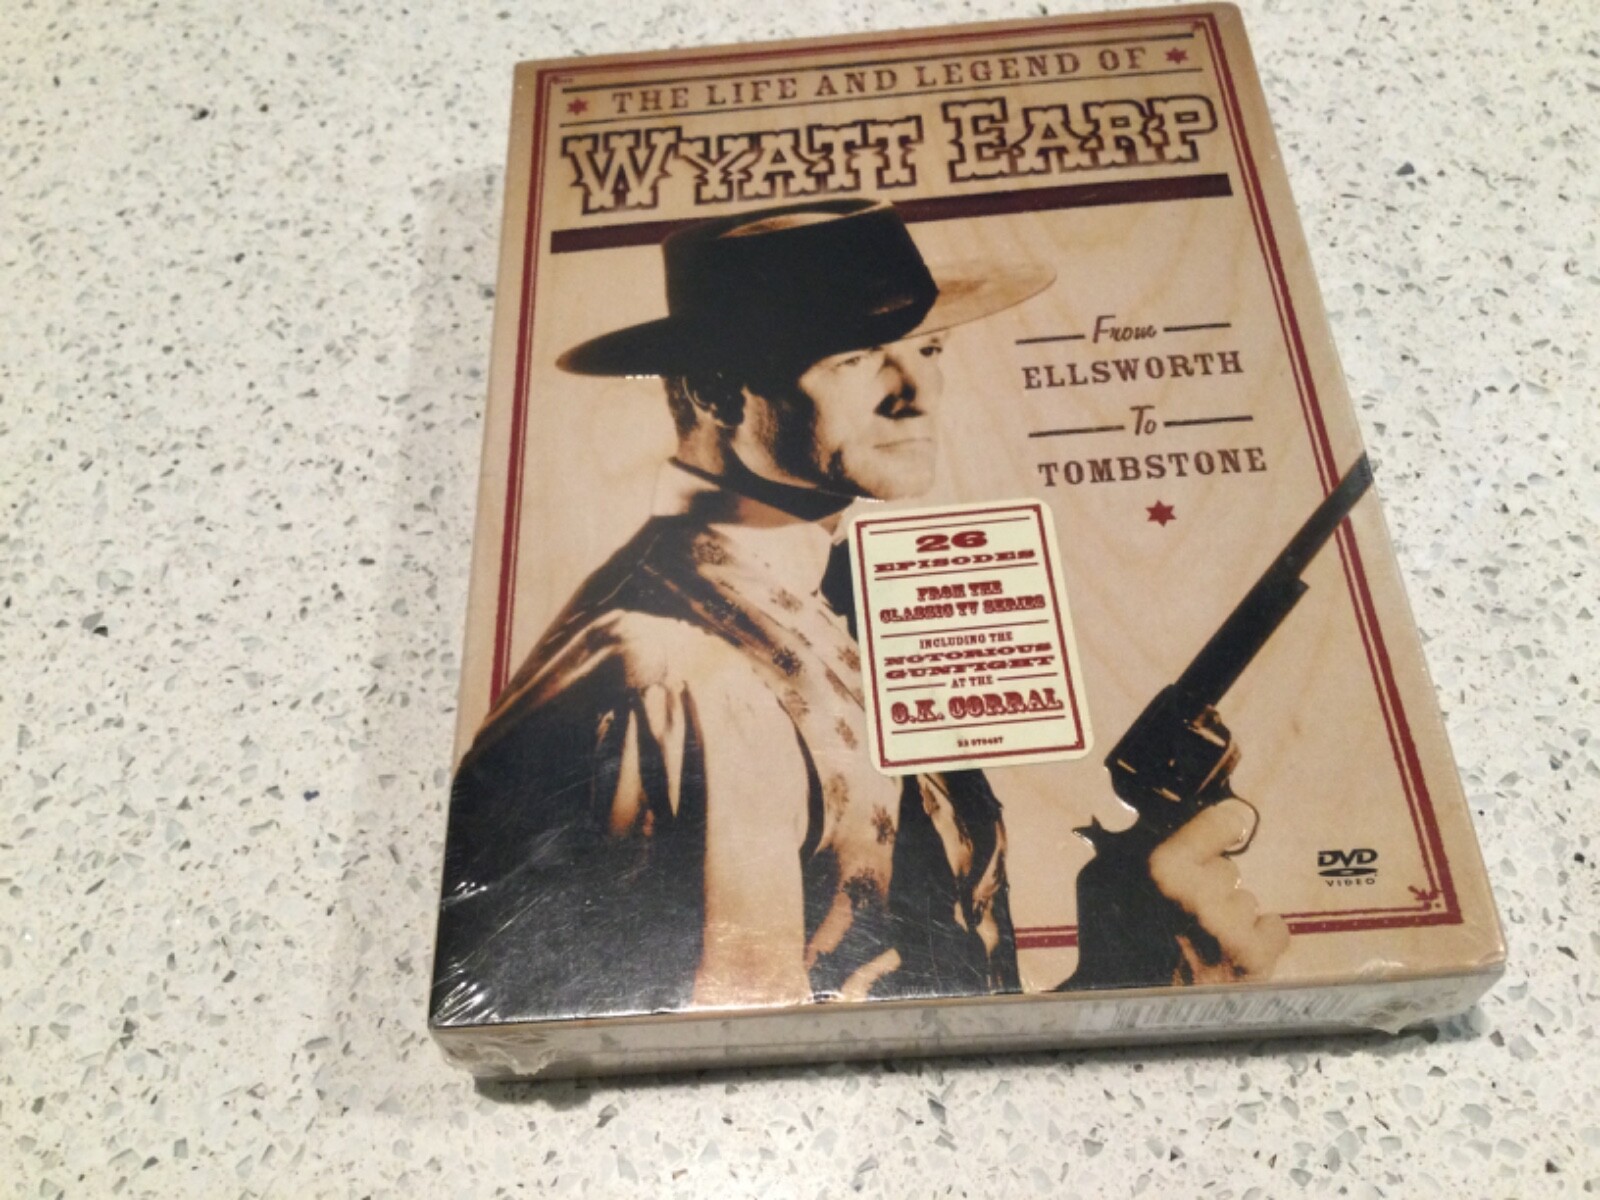 THE LIFE AND LEGEND OF
WYATT EARP
From
ELLSWORTH
To
TOMBSTONE
26
EPISODES
FROM THE
CLASSIC TV SERIES
INCLUDING THE
NOTORIOUS
GUNFIGHT
AT THE
O.K. CORRAL
DVD
VIDEO